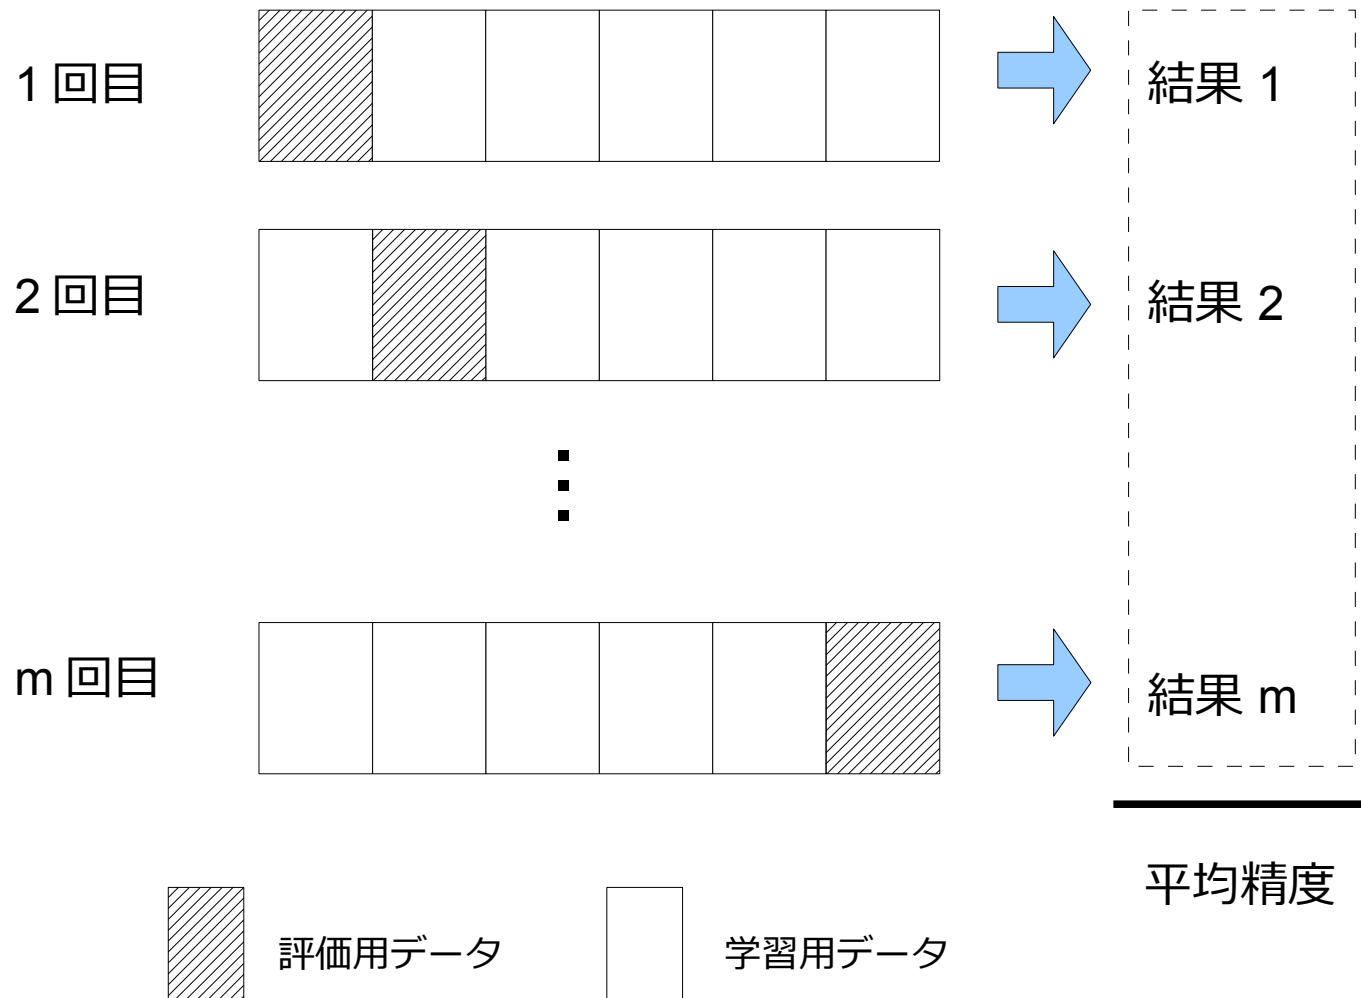 1 回目
結果 1
2 回目
結果 2
m 回目
結果 m
平均精度
評価用データ
学習用データ